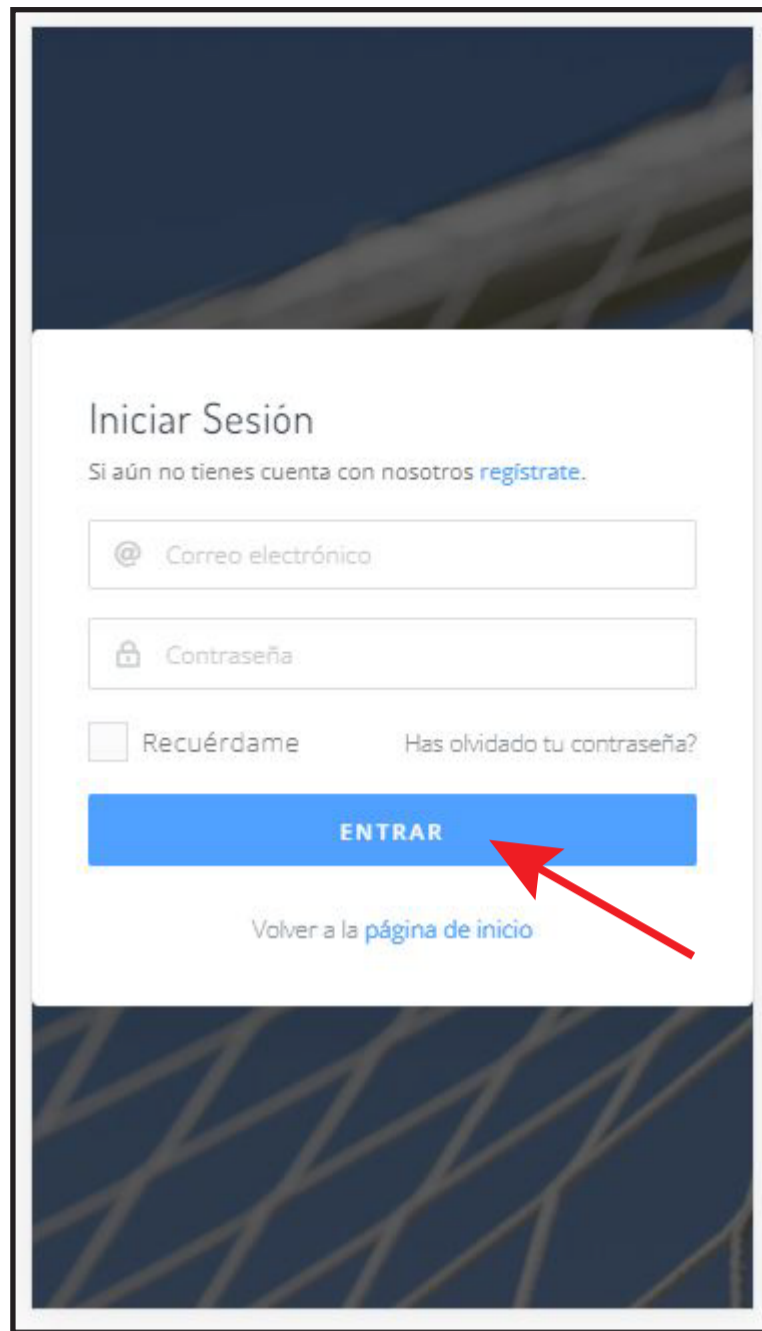 Iniciar Sesión
Si aún no tienes cuenta con nosotros regístrate.
@ Correo electrónico
Contraseña
Recuérdame
Has olvidado tu contraseña?
ENTRAR
Volver a la página de inicio